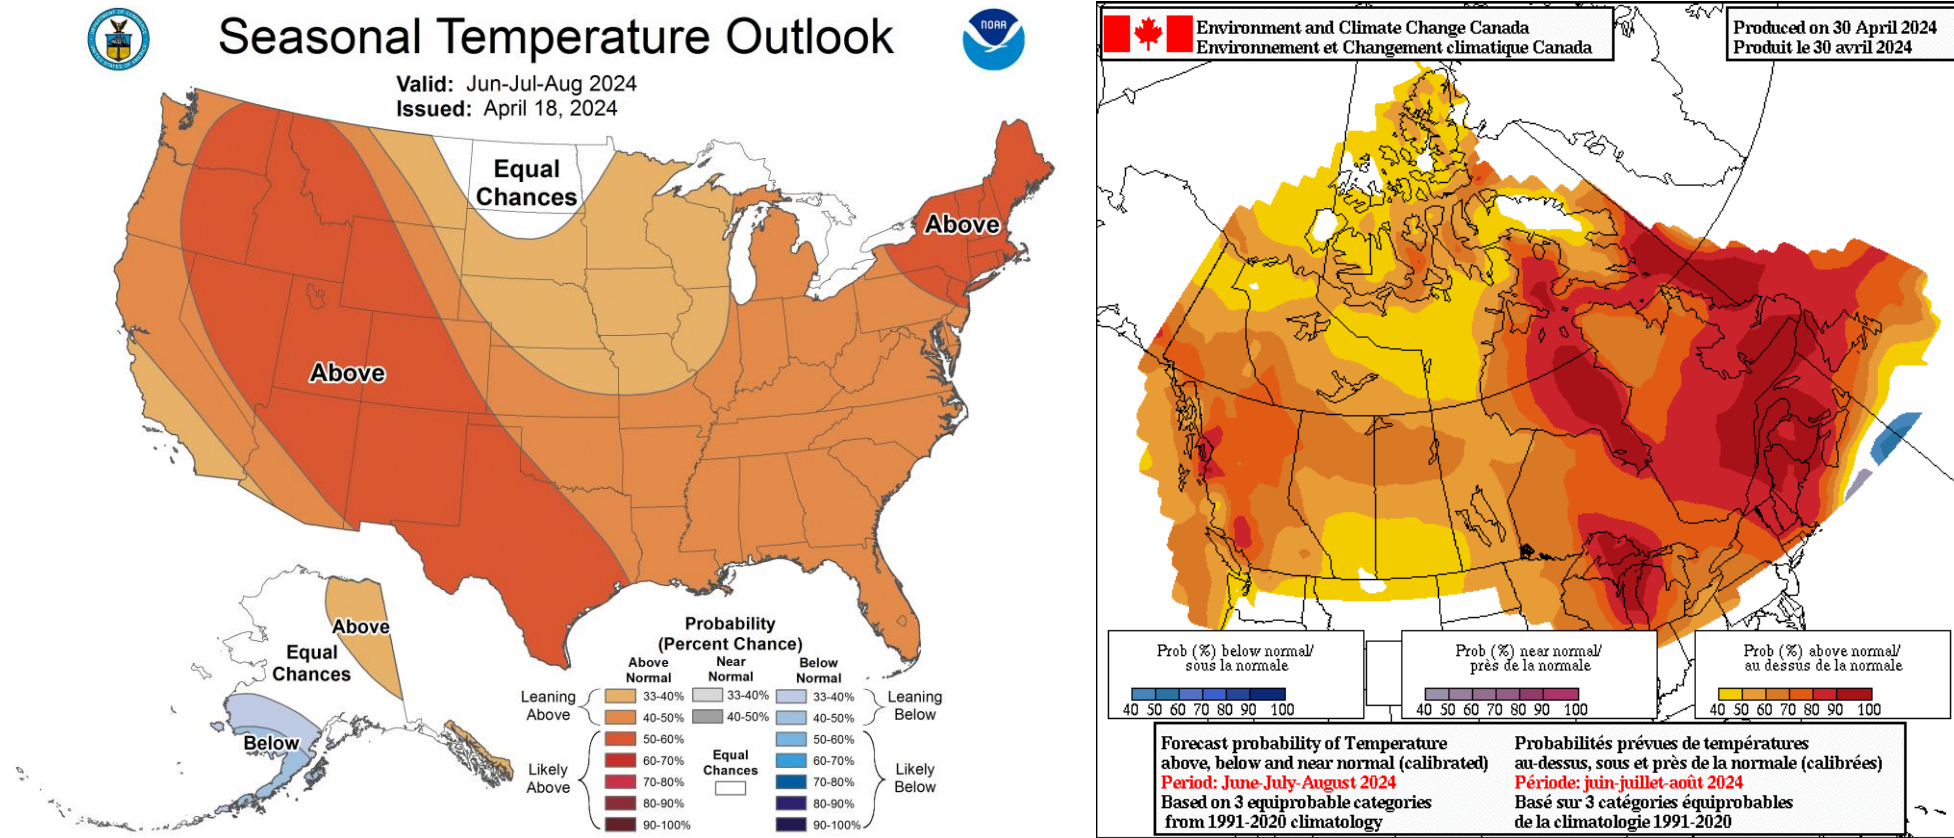 Seasonal Temperature Outlook
NOAA
Valid: Jun-Jul-Aug 2024
Issued: April 18, 2024
Equal
Chances
Above
Above
Above
Equal
Chances
Below
Probability
(Percent Chance)
Above
Normal
Near
Normal
Below
Normal
Leaning
Above
33-40%
33-40%
33-40%
Leaning
Below
40-50%
40-50%
40-50%
Likely
Above
50-60%
50-60%
Likely
Below
60-70%
60-70%
70-80%
70-80%
80-90%
80-90%
90-100%
90-100%
Equal
Chances
Environment and Climate Change Canada
Environnement et Changement climatique Canada
Produced on 30 April 2024
Produit le 30 avril 2024
Prob (%) below normal/
sous la normale
40 50 60 70 80 90 100
Prob (%) near normal/
près de la normale
40 50 60 70 80 90 100
Prob (%) above normal/
au dessus de la normale
40 50 60 70 80 90 100
Forecast probability of Temperature
above, below and near normal (calibrated)
Period: June-July-August 2024
Based on 3 equiprobable categories
from 1991-2020 climatology
Probabilités prévues de températures
au-dessus, sous et près de la normale (calibrées)
Période: juin-juillet-août 2024
Basé sur 3 catégories équiprobables
de la climatologie 1991-2020